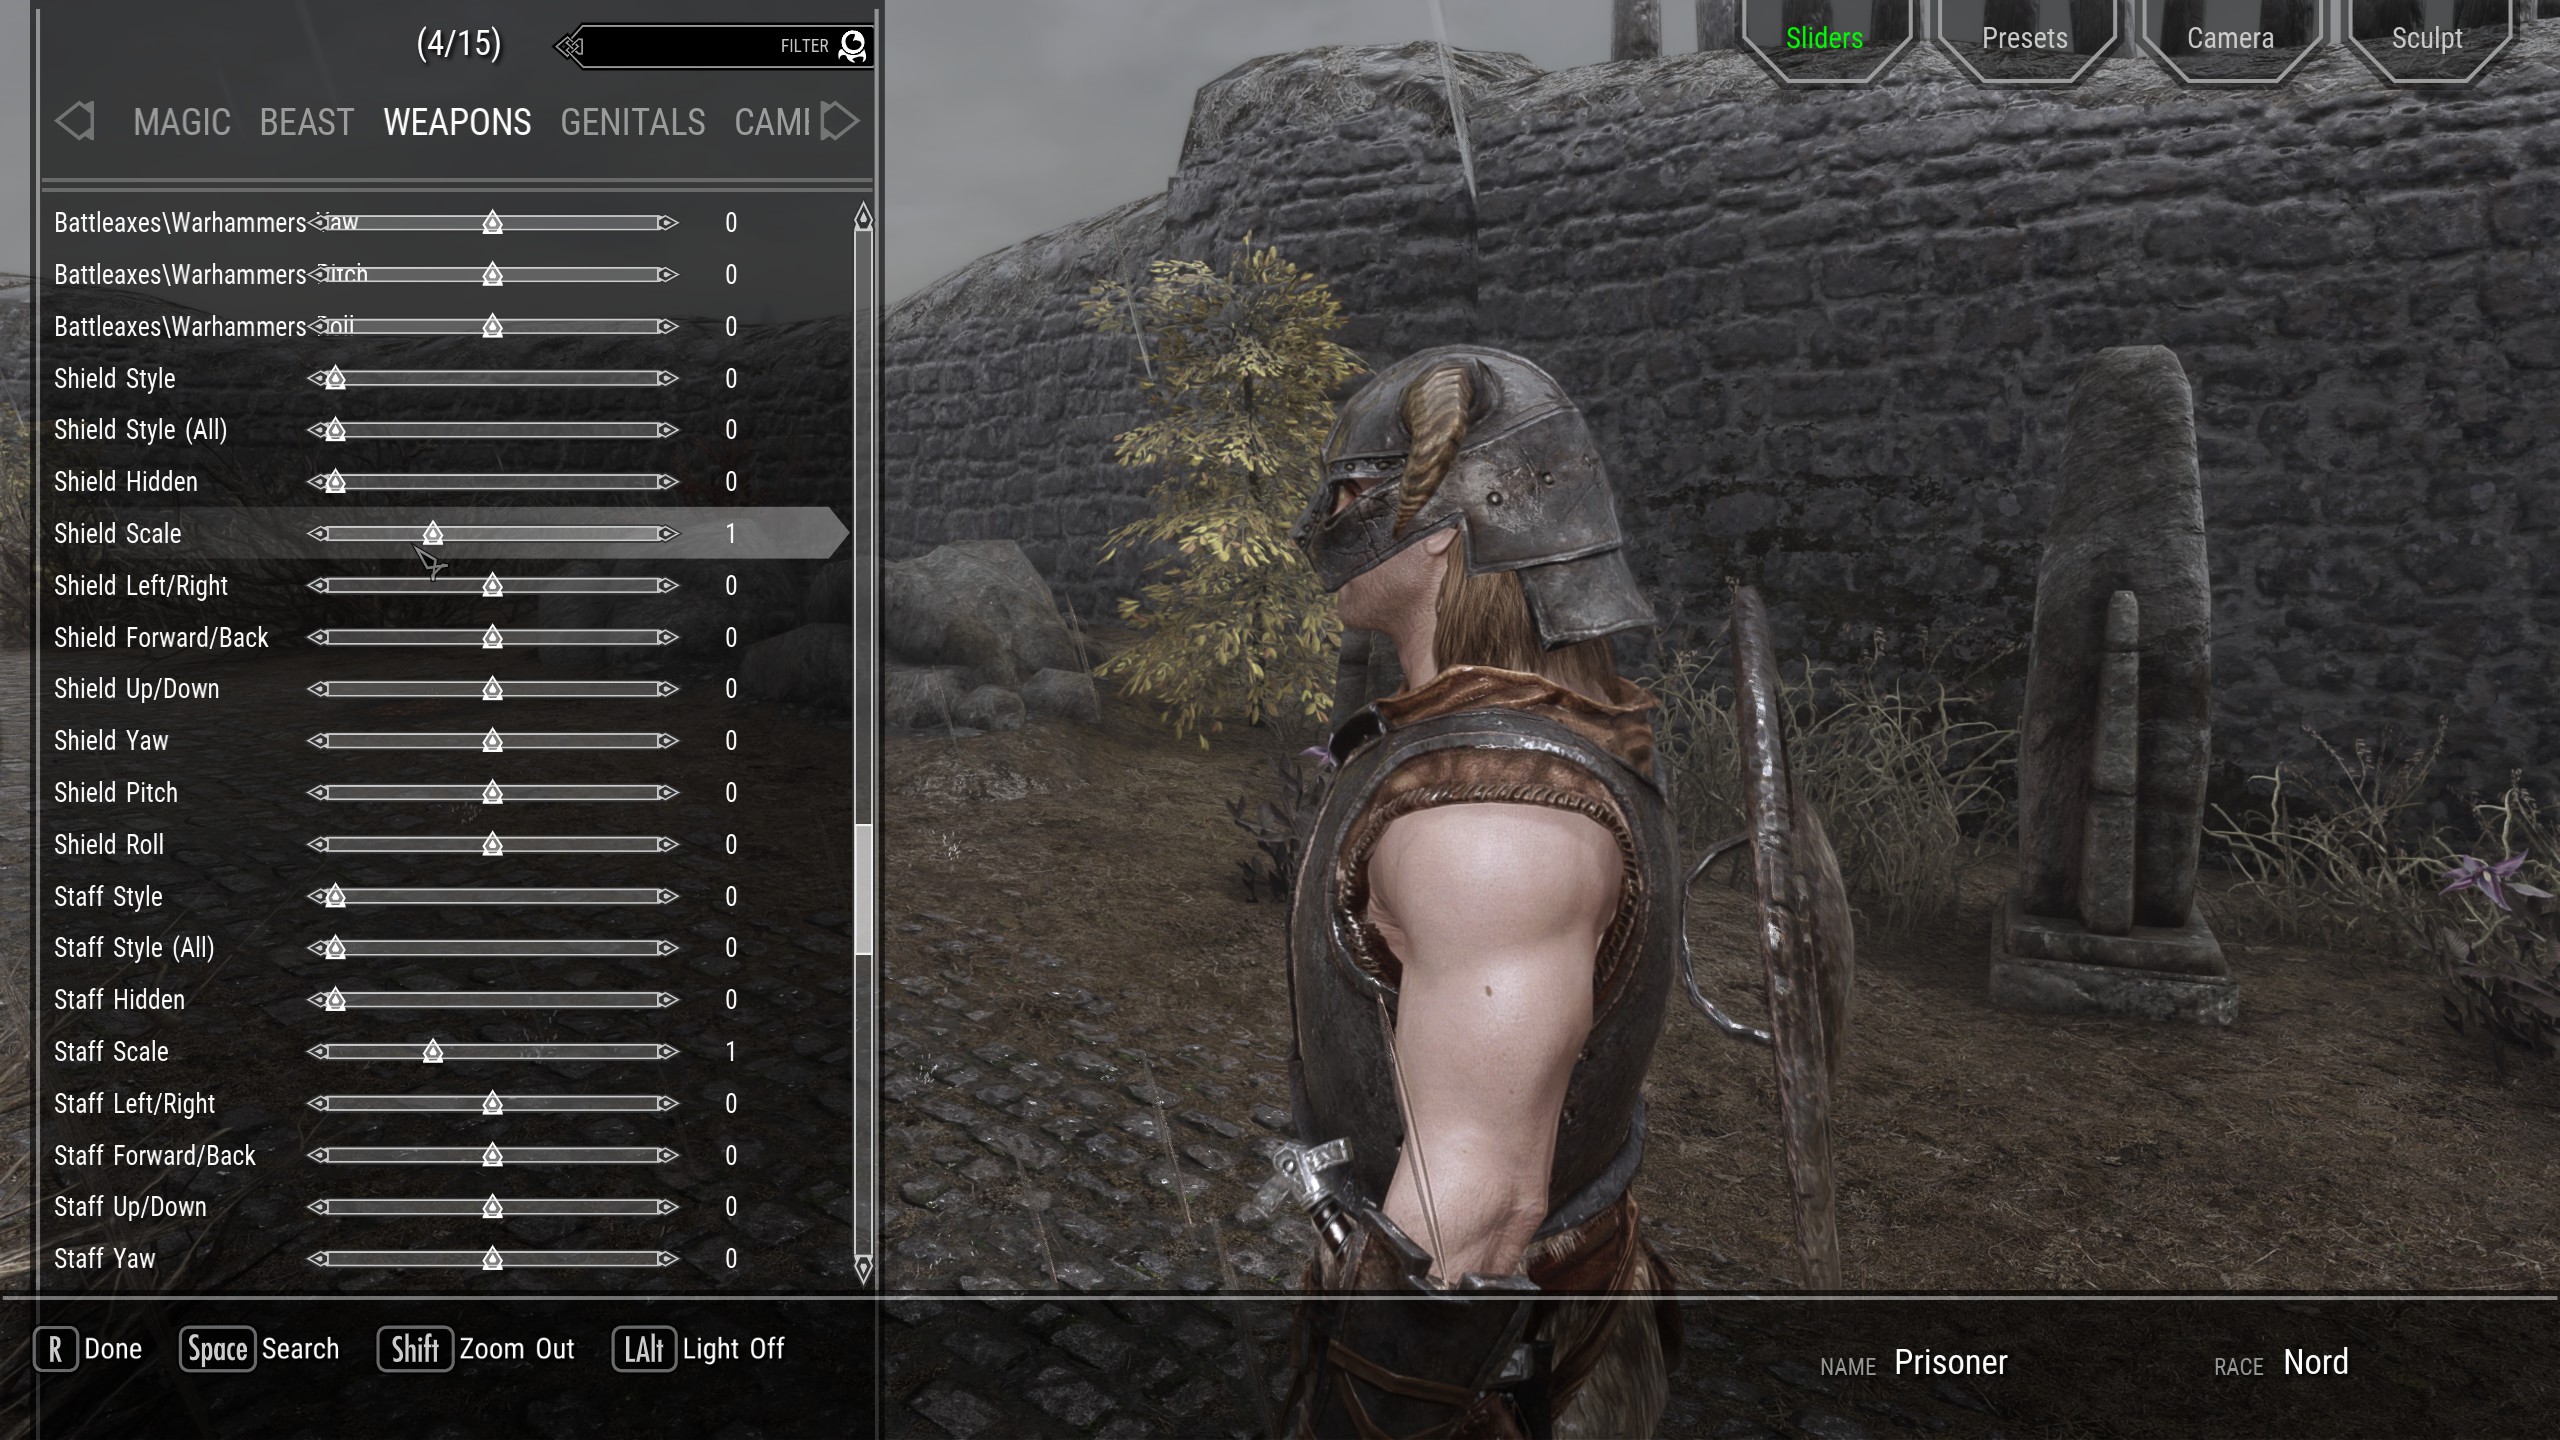 (4/15)
FILTER
Sliders
Presets
Camera
Sculpt
MAGIC
BEAST
WEAPONS
GENITALS
Battleaxes\Warhammers Yaw 0
Battleaxes\Warhammers Pitch 0
Battleaxes\Warhammers 0
Shield Style 0
Shield Style (All) 0
Shield Hidden 0
Shield Scale 1
Shield Left/Right 0
Shield Forward/Back 0
Shield Up/Down 0
Shield Yaw 0
Shield Pitch 0
Shield Roll 0
Staff Style 0
Staff Style (All) 0
Staff Hidden 0
Staff Scale 1
Staff Left/Right 0
Staff Forward/Back 0
Staff Up/Down 0
Staff Yaw 0
R Done
Space Search
Shift Zoom Out
LAlt Light Off
NAME Prisoner
RACE Nord